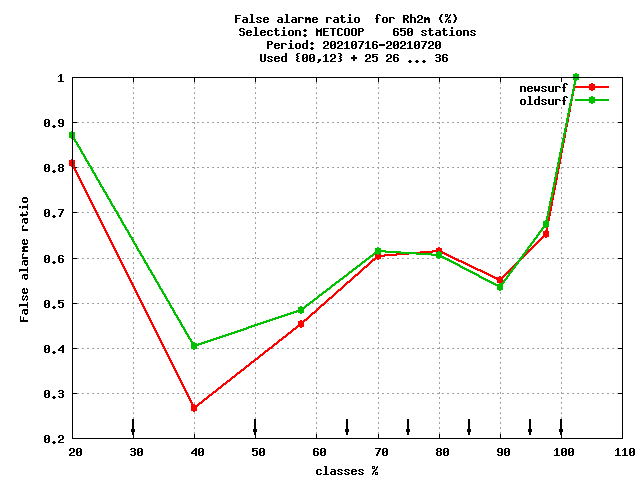 False alarme ratio  for Rh2m (%)
Selection: METCOOP    650 stations
Period: 20210716-20210720
Used {00,12} + 25 26 ... 36
newsurf
oldsurf
False alarme ratio
1
0.9
0.8
0.7
0.6
0.5
0.4
0.3
0.2
20 30 40 50 60 70 80 90 100 110
classes %